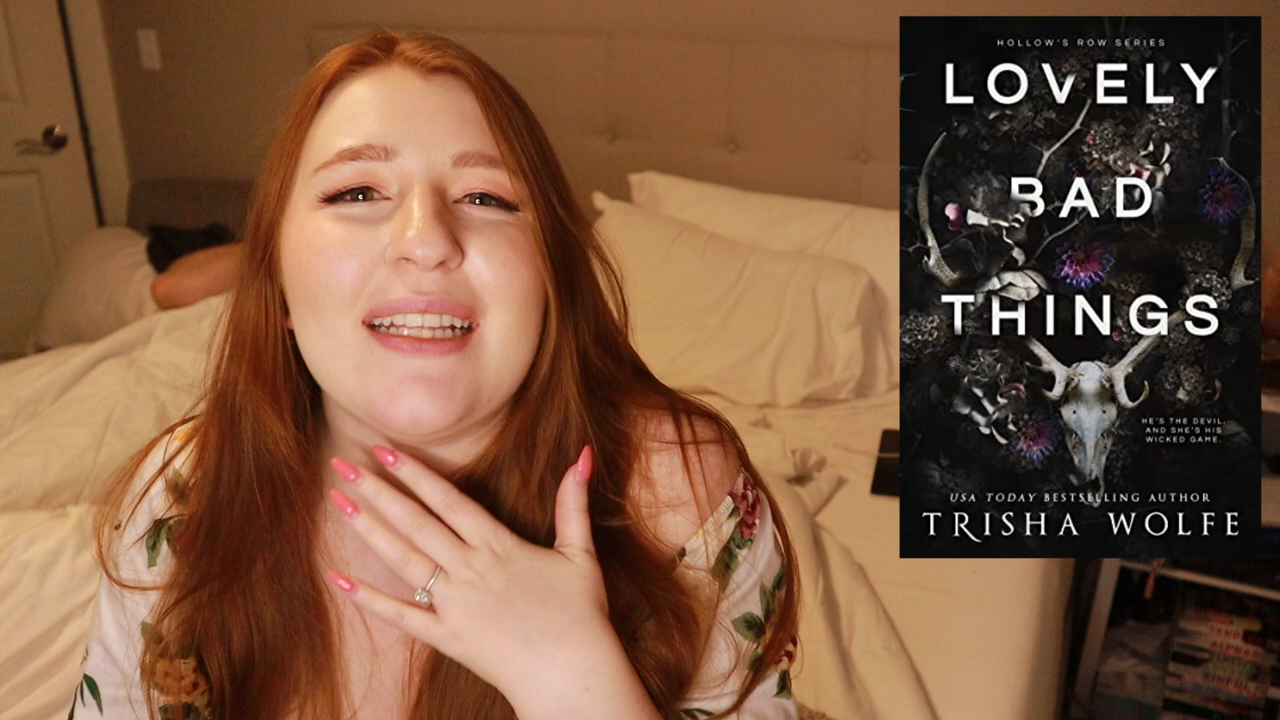 HOLLOW'S ROW SERIES
LOVELY
BAD
THINGS
HE'S THE DEVIL.
AND SHE'S HIS
WICKED GAME.
USA TODAY BESTSELLING AUTHOR
TRISHA WOLFE